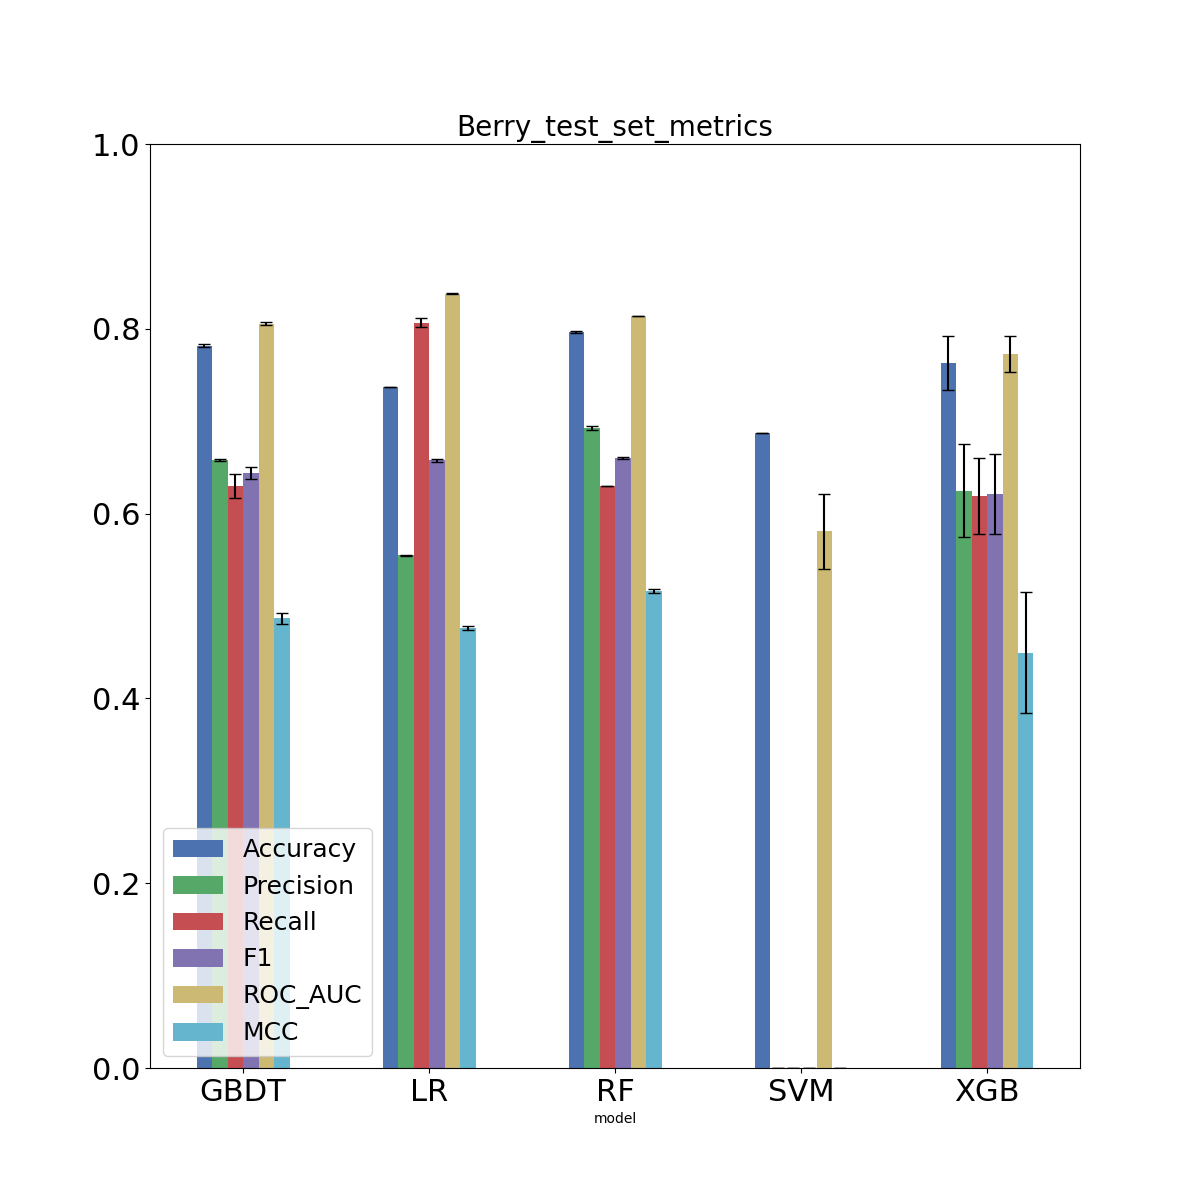 Berry_test_set_metrics
1.0
0.8
0.6
0.4
0.2
0.0
Accuracy
Precision
Recall
F1
ROC_AUC
MCC
GBDT LR RF SVM XGB
model